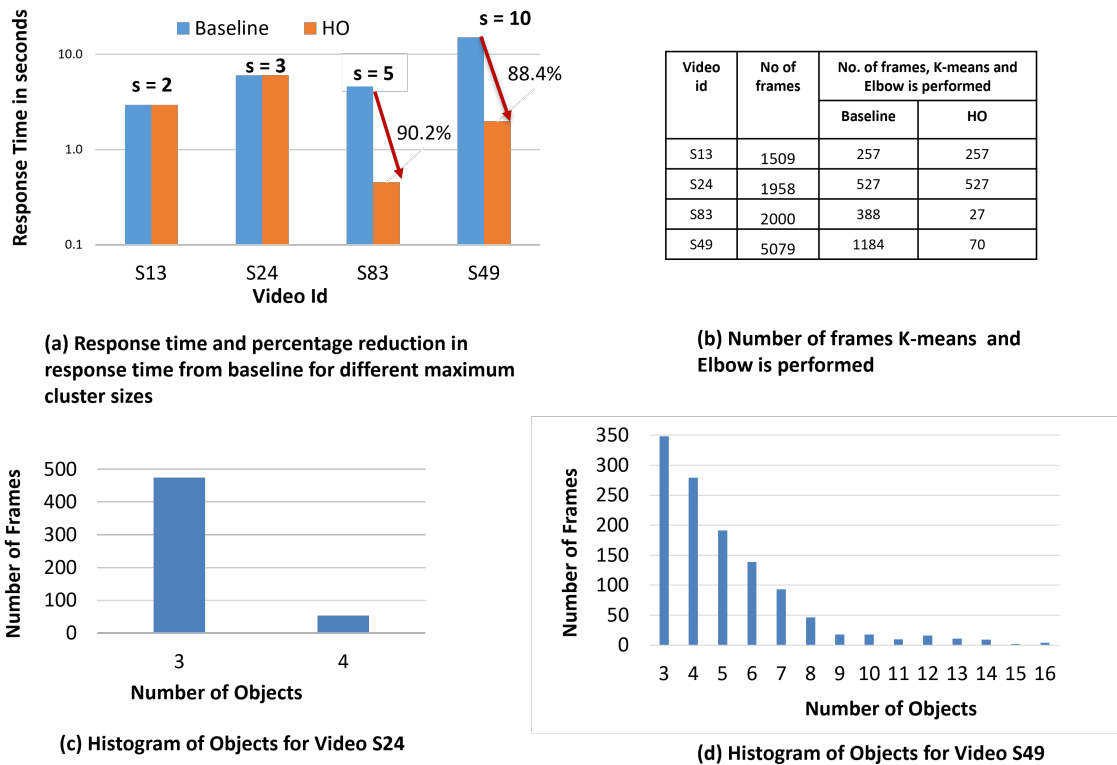 Response Time in seconds
Baseline HO
10.0
1.0
0.1
s = 2
s = 3
s = 5
s = 10
90.2%
88.4%
S13 S24 S83 S49
Video Id
(a) Response time and percentage reduction in
response time from baseline for different maximum
cluster sizes
Video id No of frames No. of frames, K-means and Elbow is performed
Baseline HO
S13 1509 257 257
S24 1958 527 527
S83 2000 388 27
S49 5079 1184 70
(b) Number of frames K-means and
Elbow is performed
Number of Frames
500
400
300
200
100
0
3 4
Number of Objects
(c) Histogram of Objects for Video S24
Number of Frames
350
300
250
200
150
100
50
0
3 4 5 6 7 8 9 10 11 12 13 14 15 16
Number of Objects
(d) Histogram of Objects for Video S49